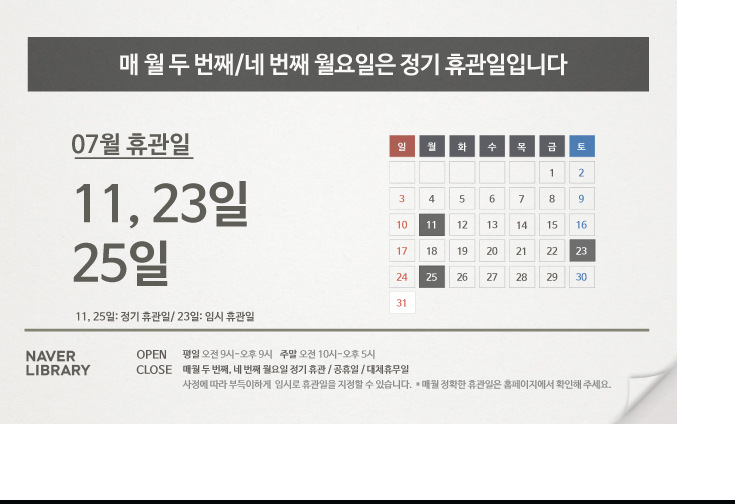 매 월 두 번째/네 번째 월요일은 정기 휴관일입니다
07월 휴관일
11, 23일
25일
11, 25일: 정기 휴관일/ 23일: 임시 휴관일
일 월 화 수 목 금 토
1 2
3 4 5 6 7 8 9
10 11 12 13 14 15 16
17 18 19 20 21 22 23
24 25 26 27 28 29 30
31
NAVER
LIBRARY
OPEN 평일 오전 9시-오후 9시 주말 오전 10시-오후 5시
CLOSE 매월 두 번째, 네 번째 월요일 정기 휴관 / 공휴일 / 대체휴무일
사정에 따라 부득이하게 임시로 휴관일을 지정할 수 있습니다. *매월 정확한 휴관일은 홈페이지에서 확인해 주세요.